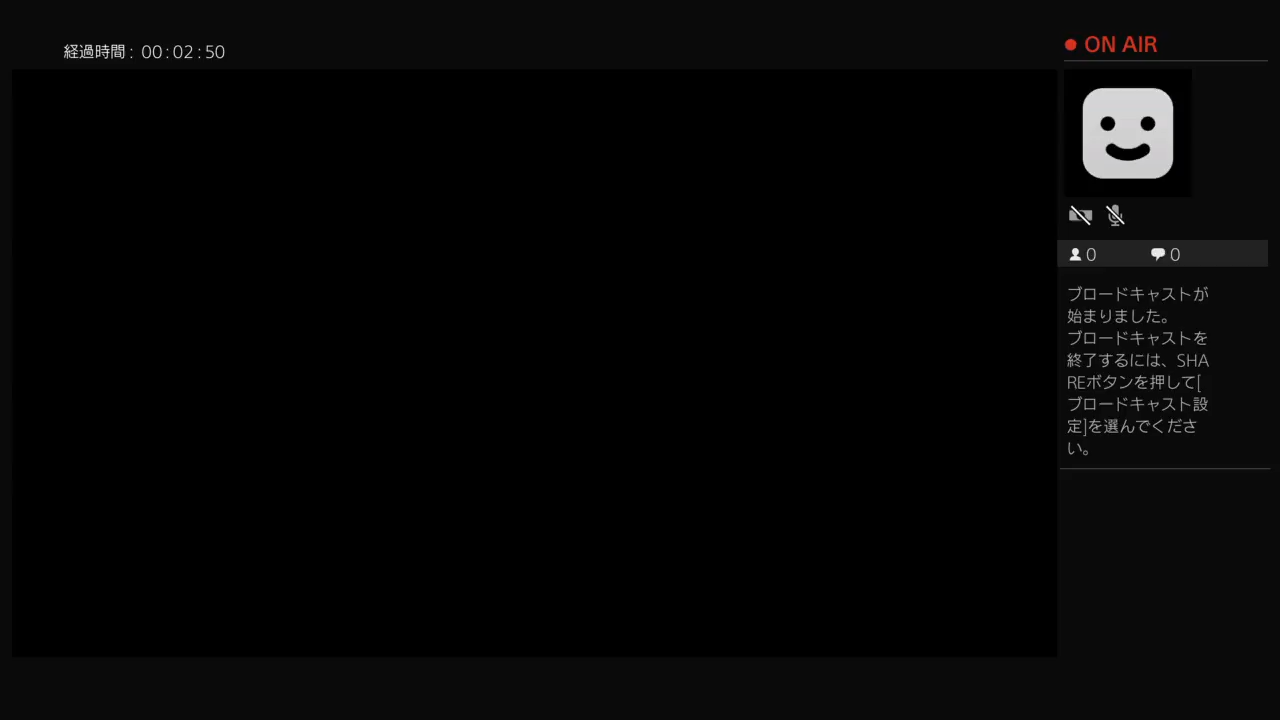 経過時間 : 00:02:50
ON AIR
0 0
ブロードキャストが
始まりました。
ブロードキャストを
終了するには、SHA
REボタンを押して[
ブロードキャスト設
定]を選んでくださ
い。